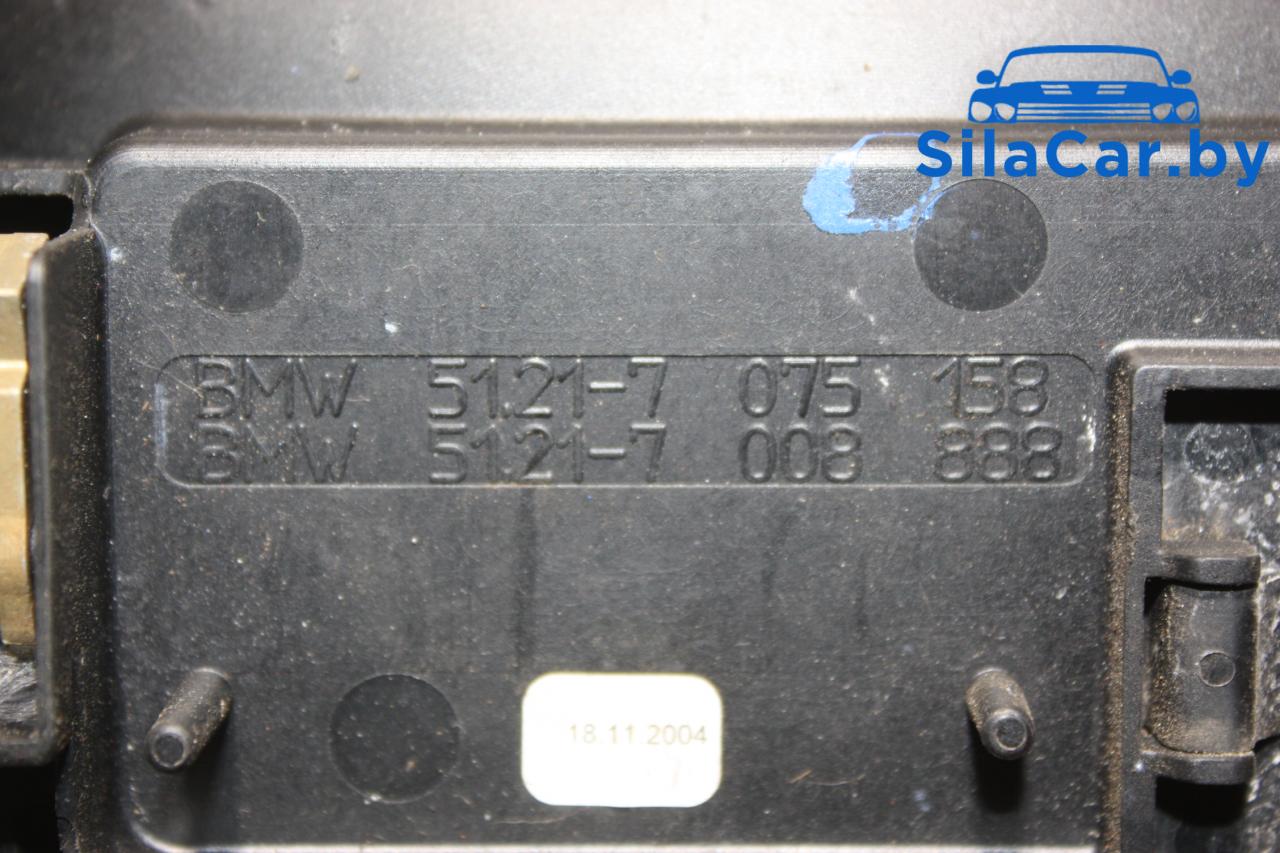 SilaCar.by
BMW 51.21-7 075 158
BMW 51.21-7 008 888
18.11.2004